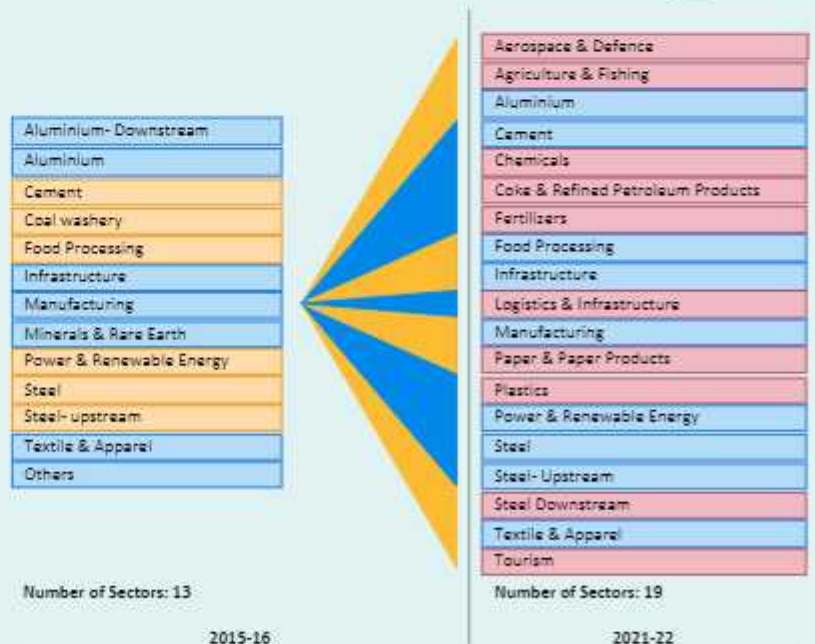 Aluminium- Downstream
Aluminium
Cement
Coal washery
Food Processing
Infrastructure
Manufacturing
Minerals & Rare Earth
Power & Renewable Energy
Steel
Steel- upstream
Textile & Apparel
Others
Number of Sectors: 13
2015-16
Aerospace & Defence
Agriculture & Fishing
Aluminium
Cement
Chemicals
Coke & Refined Petroleum Products
Fertilizers
Food Processing
Infrastructure
Logistics & Infrastructure
Manufacturing
Paper & Paper Products
Plastics
Power & Renewable Energy
Steel
Steel- Upstream
Steel Downstream
Textile & Apparel
Tourism
Number of Sectors: 19
2021-22